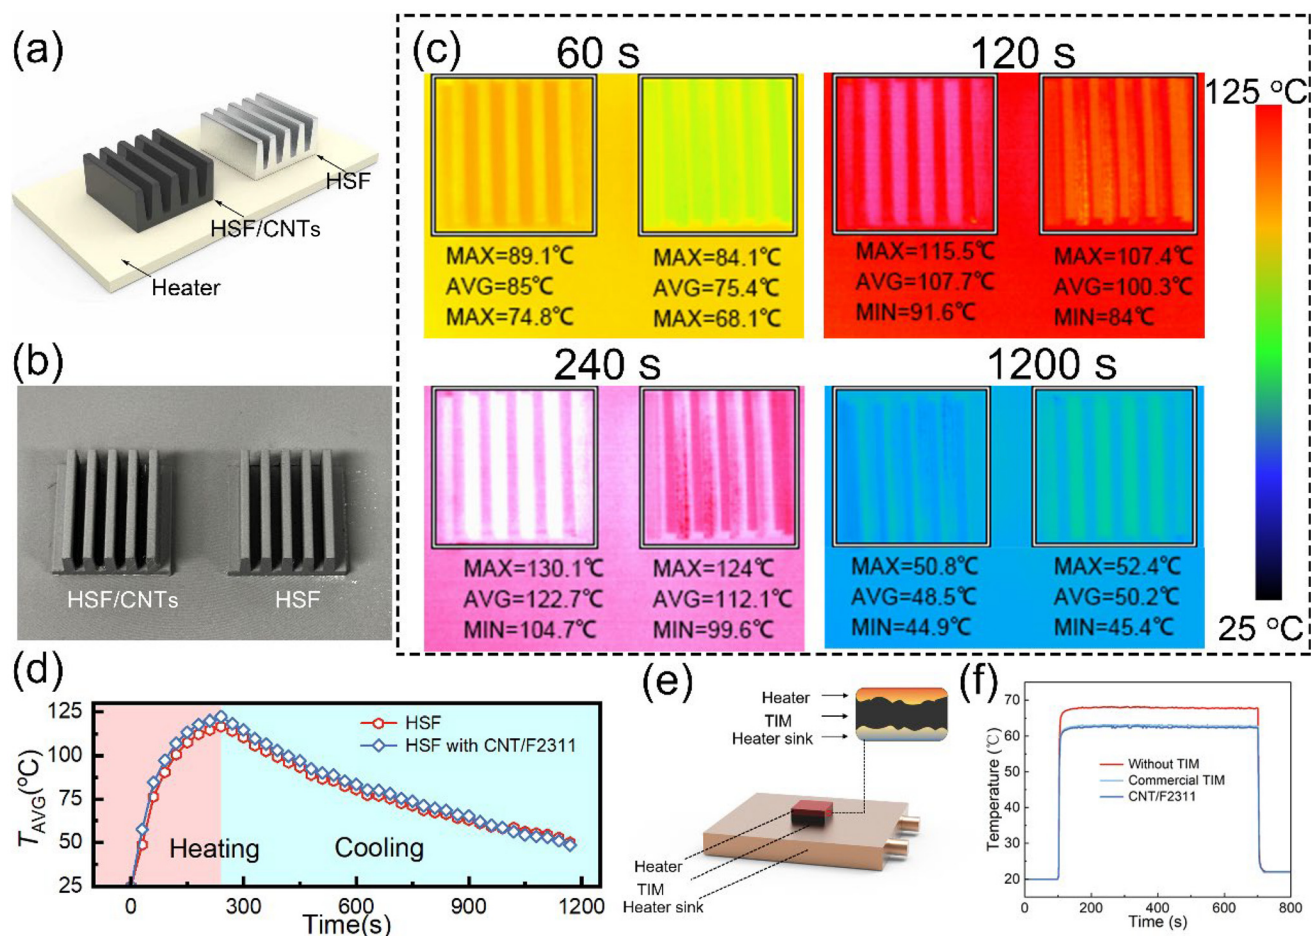 (a)
HSF
HSF/CNTs
Heater
(b)
HSF/CNTs
HSF
(c)
60 s
120 s
125 °C
MAX=89.1℃
AVG=85℃
MAX=74.8℃
MAX=84.1℃
AVG=75.4℃
MAX=68.1℃
MAX=115.5℃
AVG=107.7℃
MIN=91.6℃
MAX=107.4℃
AVG=100.3℃
MIN=84℃
240 s
1200 s
MAX=130.1℃
AVG=122.7℃
MIN=104.7℃
MAX=124℃
AVG=112.1℃
MIN=99.6℃
MAX=50.8℃
AVG=48.5℃
MIN=44.9℃
MAX=52.4℃
AVG=50.2℃
MIN=45.4℃
25 °C
(d)
125
100
75
50
25
T_AVG(°C)
HSF
HSF with CNT/F2311
Heating
Cooling
0
300
600
900
1200
Time(s)
(e)
Heater
TIM
Heater sink
Heater
TIM
Heater sink
(f)
70
60
50
40
30
20
Temperature (℃)
Without TIM
Commercial TIM
CNT/F2311
0
200
400
600
800
Time (s)